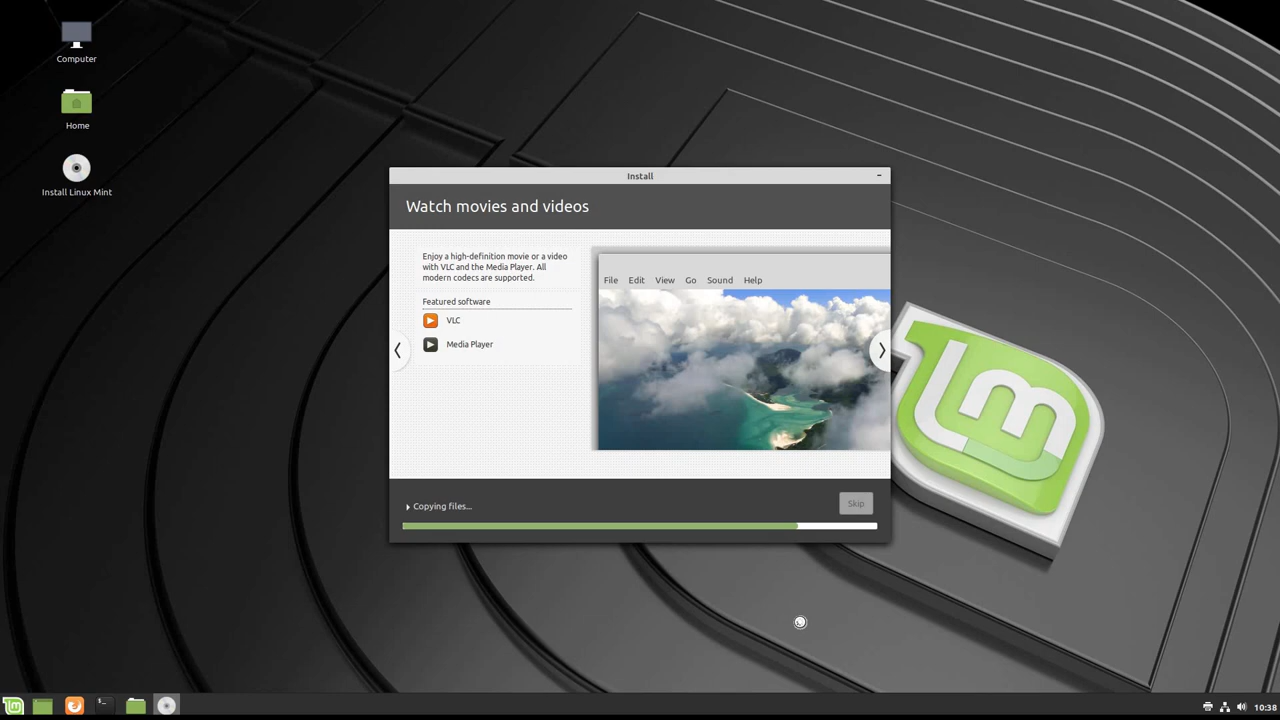 Computer
Home
Install Linux Mint
Install
Watch movies and videos
Enjoy a high-definition movie or a video
with VLC and the Media Player. All
modern codecs are supported.
Featured software
VLC
Media Player
File Edit View Go Sound Help
Copying files...
Skip
10:38